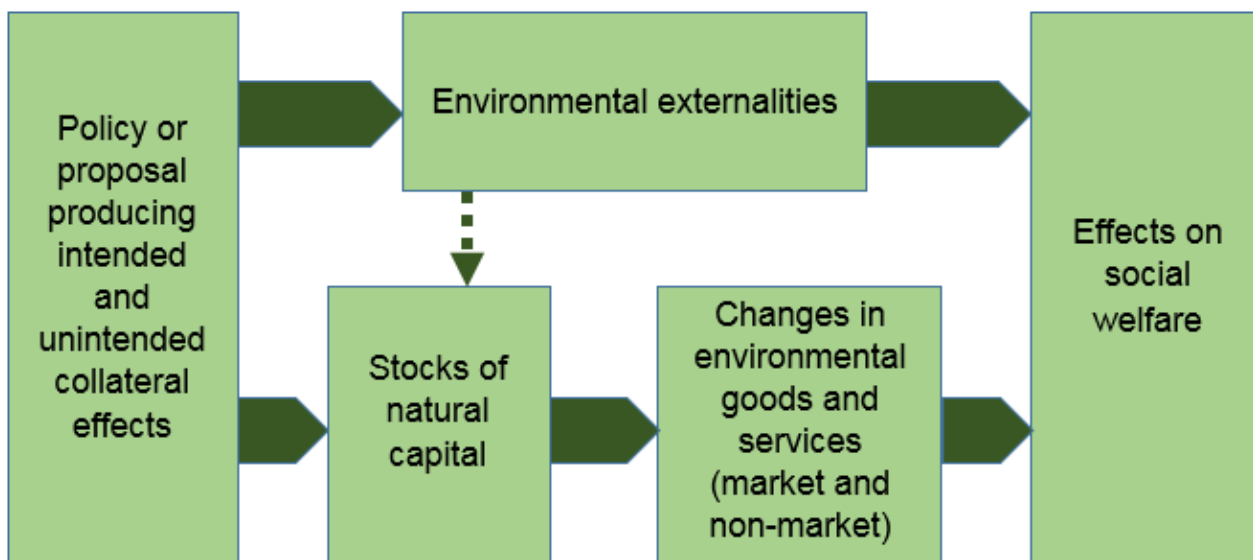 Policy or
proposal
producing
intended
and
unintended
collateral
effects
Environmental externalities
Stocks of
natural
capital
Changes in
environmental
goods and
services
(market and
non-market)
Effects on
social
welfare